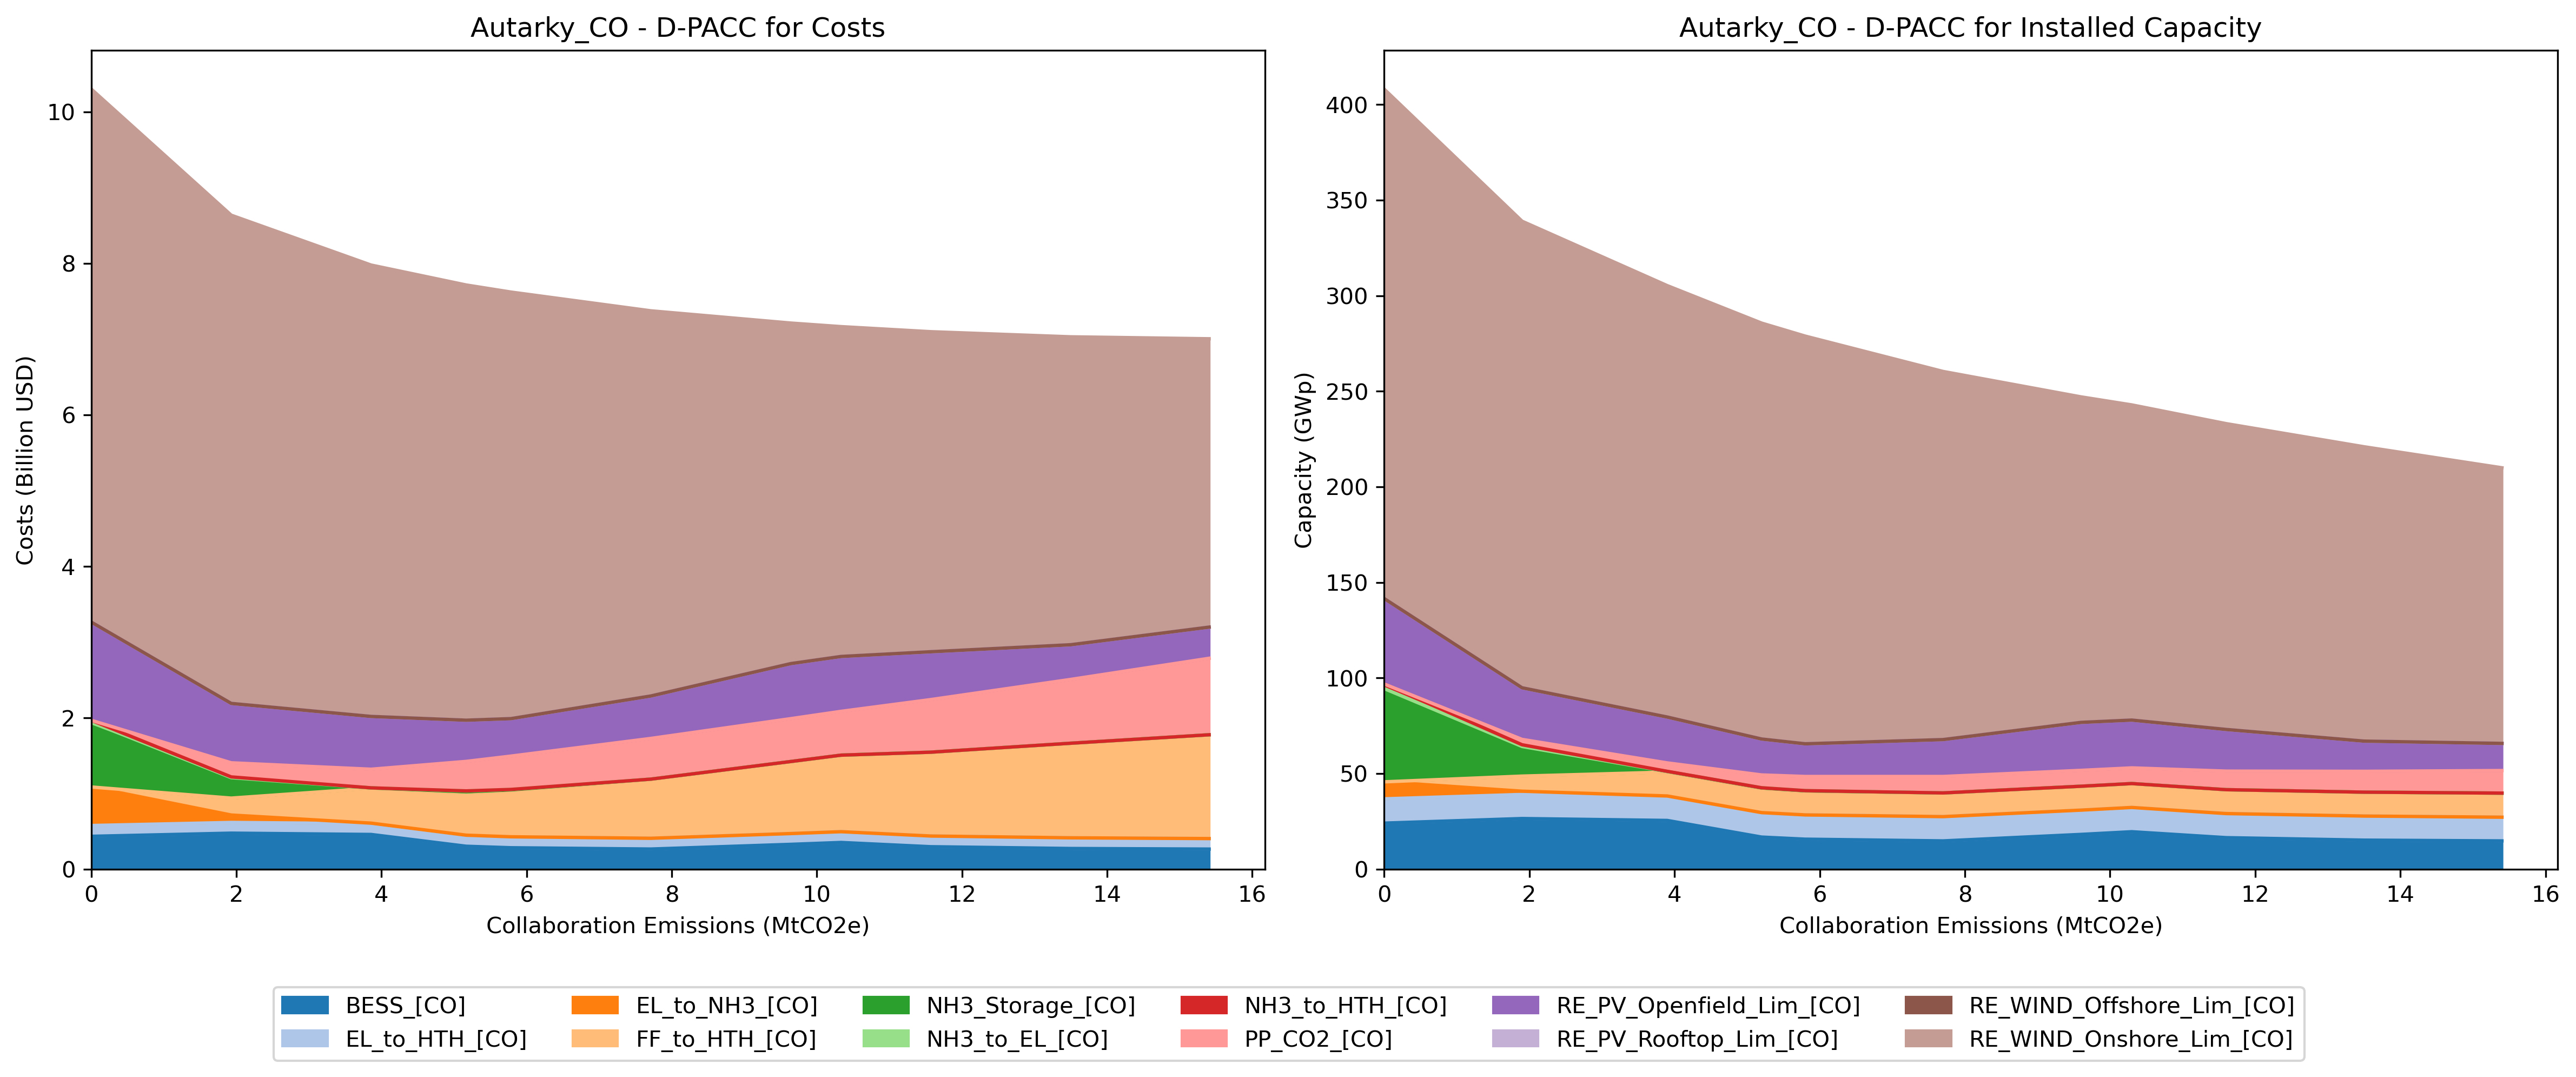 Autarky_CO - D-PACC for Costs
Costs (Billion USD)
10
8
6
4
2
0
0 2 4 6 8 10 12 14 16
Collaboration Emissions (MtCO2e)
Autarky_CO - D-PACC for Installed Capacity
Capacity (GWp)
400
350
300
250
200
150
100
50
0
0 2 4 6 8 10 12 14 16
Collaboration Emissions (MtCO2e)
BESS_[CO] EL_to_NH3_[CO] NH3_Storage_[CO] NH3_to_HTH_[CO] RE_PV_Openfield_Lim_[CO] RE_WIND_Offshore_Lim_[CO]
EL_to_HTH_[CO] FF_to_HTH_[CO] NH3_to_EL_[CO] PP_CO2_[CO] RE_PV_Rooftop_Lim_[CO] RE_WIND_Onshore_Lim_[CO]